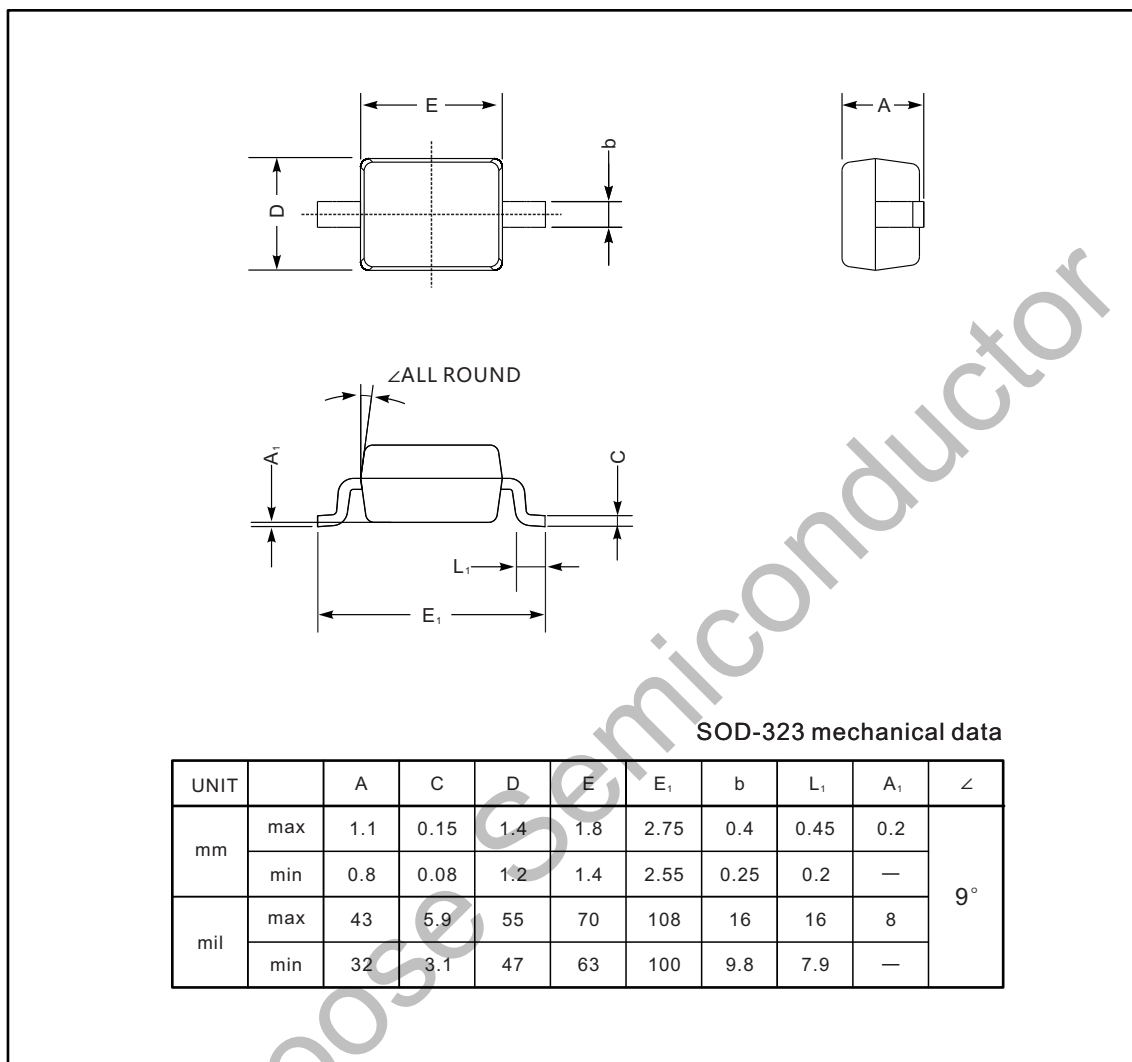 E
A
b
D
∠ALL ROUND
A₁
C
L₁
E₁
SOD-323 mechanical data
UNIT A C D E E₁ b L₁ A₁ ∠
mm max 1.1 0.15 1.4 1.8 2.75 0.4 0.45 0.2 9°
min 0.8 0.08 1.2 1.4 2.55 0.25 0.2 —
mil max 43 5.9 55 70 108 16 16 8
min 32 3.1 47 63 100 9.8 7.9 —
Semiconductor